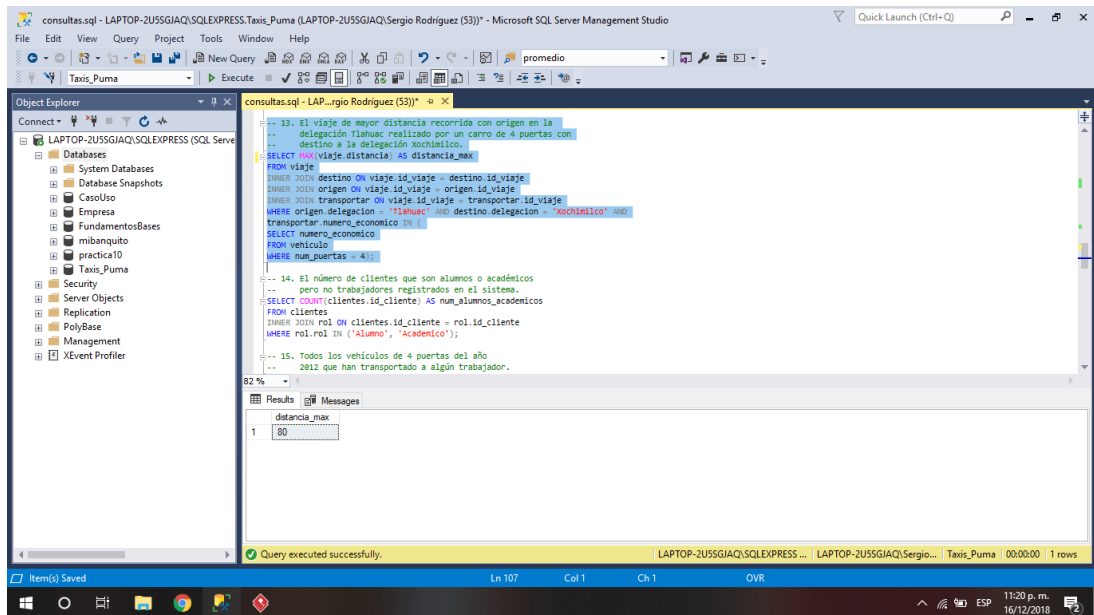 consultas.sql - LAPTOP-2U5SGJAQ\SQLEXPRESS.Taxis_Puma (LAPTOP-2U5SGJAQ\Sergio Rodríguez (53))* - Microsoft SQL Server Management Studio
Quick Launch (Ctrl+Q)
File Edit View Query Project Tools Window Help
New Query
promedio
Taxis_Puma
Execute
Object Explorer
consultas.sql - LAP...rgio Rodríguez (53))*
Connect
LAPTOP-2U5SGJAQ\SQLEXPRESS (SQL Serve
Databases
System Databases
Database Snapshots
CasoUso
Empresa
FundamentosBases
mibanquito
practica10
Taxis_Puma
Security
Server Objects
Replication
PolyBase
Management
XEvent Profiler
-- 13. El viaje de mayor distancia recorrida con origen en la
-- delegación Tlahuac realizado por un carro de 4 puertas con
-- destino a la delegación Xochimilco.
SELECT MAX(viaje.distancia) AS distancia_max
FROM viaje
INNER JOIN destino ON viaje.id_viaje = destino.id_viaje
INNER JOIN origen ON viaje.id_viaje = origen.id_viaje
INNER JOIN transportar ON viaje.id_viaje = transportar.id_viaje
WHERE origen.delegacion = 'Tlahuac' AND destino.delegacion = 'Xochimilco' AND
transportar.numero_economico IN (
SELECT numero_economico
FROM vehiculo
WHERE num_puertas = 4);
-- 14. El número de clientes que son alumnos o académicos
-- pero no trabajadores registrados en el sistema.
SELECT COUNT(clientes.id_cliente) AS num_alumnos_academicos
FROM clientes
INNER JOIN rol ON clientes.id_cliente = rol.id_cliente
WHERE rol.rol IN ('Alumno', 'Academico');
-- 15. Todos los vehículos de 4 puertas del año
-- 2012 que han transportado a algún trabajador.
82 %
Results Messages
distancia_max
1 80
Query executed successfully.
LAPTOP-2U5SGJAQ\SQLEXPRESS ... LAPTOP-2U5SGJAQ\Sergio... Taxis_Puma 00:00:00 1 rows
Item(s) Saved Ln 107 Col 1 Ch 1 OVR
ESP
11:20 p. m.
16/12/2018
2